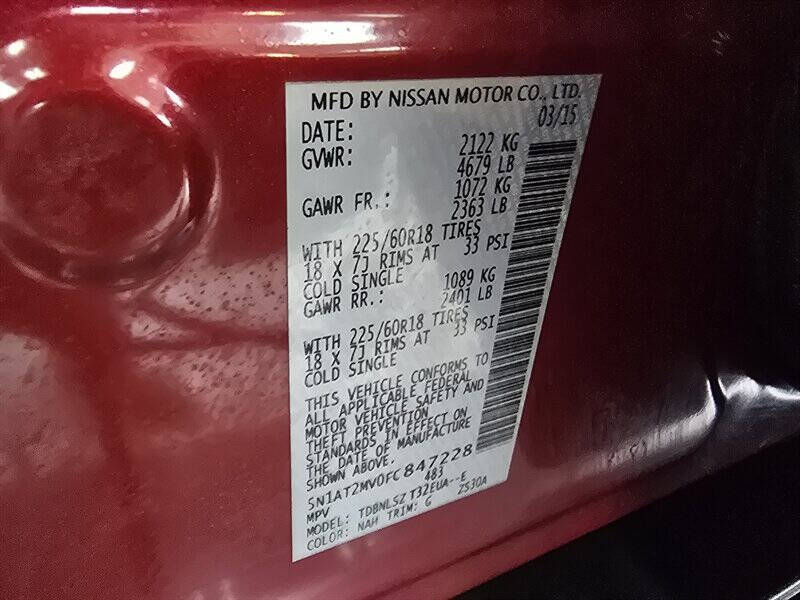 MFD BY NISSAN MOTOR CO., LTD.
DATE: 03/15
GVWR: 2122 KG
4679 LB
GAWR FR.: 1072 KG
2363 LB
WITH 225/60R18 TIRES
18 X 7J RIMS AT 33 PSI
COLD SINGLE
GAWR RR.: 1089 KG
2401 LB
WITH 225/60R18 TIRES
18 X 7J RIMS AT 33 PSI
COLD SINGLE
THIS VEHICLE CONFORMS TO
ALL APPLICABLE FEDERAL
MOTOR VEHICLE SAFETY AND
THEFT PREVENTION
STANDARDS IN EFFECT ON
THE DATE OF MANUFACTURE
SHOWN ABOVE.
5N1AT2MV0FC847228
MPV 483
MODEL: TDBNLSZ T32EUA--E
COLOR: NAH TRIM: G ZS30A